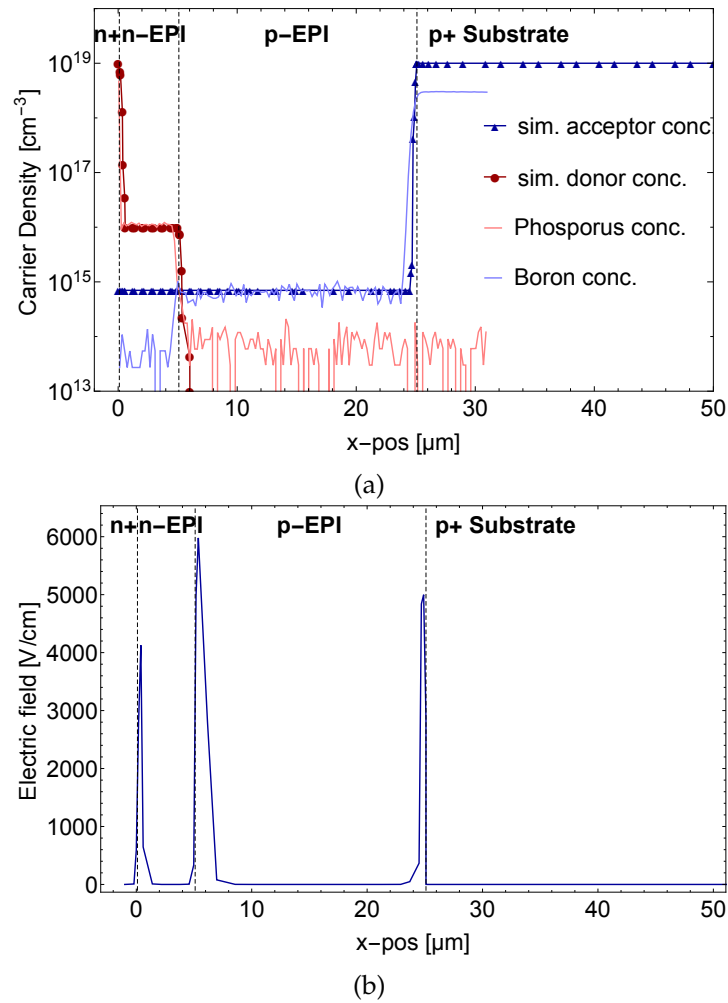 n+n−EPI p−EPI p+ Substrate
10^19
10^17
10^15
10^13
Carrier Density [cm^−3]
sim. acceptor conc
sim. donor conc.
Phosporus conc.
Boron conc.
0 10 20 30 40 50
x-pos [μm]
(a)
n+n−EPI p−EPI p+ Substrate
6000
5000
4000
3000
2000
1000
0
Electric field [V/cm]
0 10 20 30 40 50
x-pos [μm]
(b)